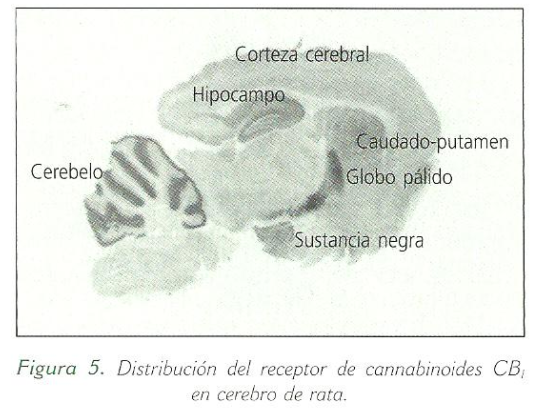 Corteza cerebral
Hipocampo
Caudado-putamen
Cerebelo
Globo pálido
Sustancia negra
Figura 5. Distribución del receptor de cannabinoides CB₁
en cerebro de rata.